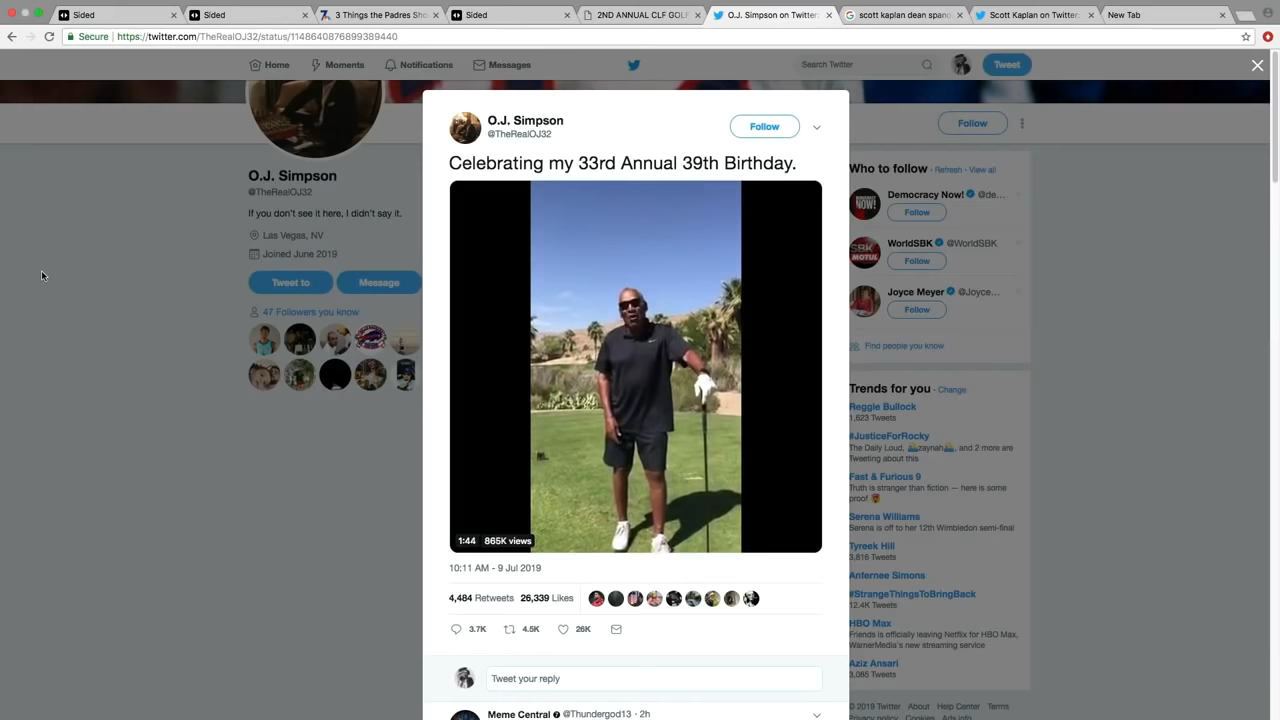 Sided
Sided
3 Things the Padres Sho
Sided
2ND ANNUAL CLF GOLF
O.J. Simpson on Twitter:
scott kaplan dean spano
Scott Kaplan on Twitter:
New Tab
Secure
https://twitter.com/TheRealOJ32/status/1148640876899389440
Home
Moments
Notifications
Messages
Search Twitter
Tweet
O.J. Simpson
@TheRealOJ32
If you don't see it here, I didn't say it.
Las Vegas, NV
Joined June 2019
Tweet to
Message
47 Followers you know
O.J. Simpson
@TheRealOJ32
Follow
Celebrating my 33rd Annual 39th Birthday.
1:44 865K views
10:11 AM - 9 Jul 2019
4,484 Retweets 26,339 Likes
3.7K
4.5K
26K
Tweet your reply
Meme Central @Thundergod13 · 2h
Follow
Who to follow · Refresh · View all
Democracy Now! @de...
Follow
WorldSBK @WorldSBK
Follow
Joyce Meyer @Joyce...
Follow
Find people you know
Trends for you · Change
Reggie Bullock
1,623 Tweets
#JusticeForRocky
The Daily Loud, zaynah, and 2 more are
Tweeting about this
Fast & Furious 9
Truth is stranger than fiction — here is some
proof
Serena Williams
Serena is off to her 12th Wimbledon semi-final
Tyreek Hill
3,816 Tweets
Anfernee Simons
#StrangeThingsToBringBack
12.4K Tweets
HBO Max
Friends is officially leaving Netflix for HBO Max,
WarnerMedia's new streaming service
Aziz Ansari
3,085 Tweets
© 2019 Twitter About Help Center Terms
Privacy policy Cookies Ads info